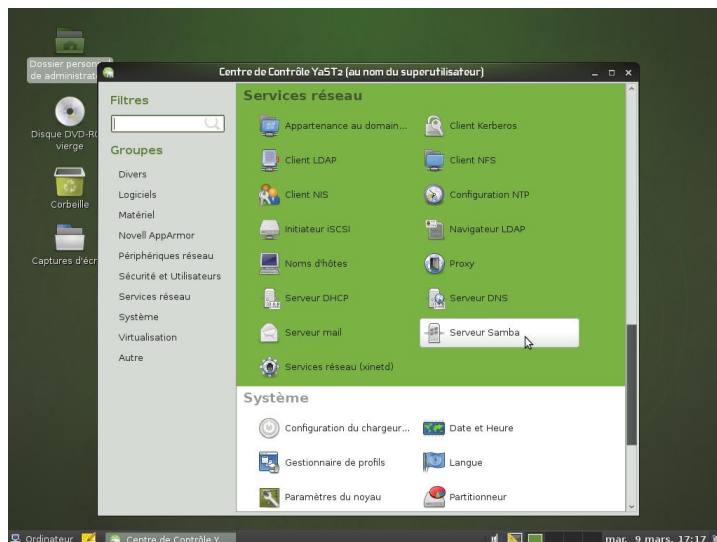 Dossier person
de administrat
Disque DVD-RO
vierge
Corbeille
Captures d'écr
Centre de Contrôle YaST2 (au nom du superutilisateur)
Filtres
Groupes
Divers
Logiciels
Matériel
Novell AppArmor
Périphériques réseau
Sécurité et Utilisateurs
Services réseau
Système
Virtualisation
Autre
Services réseau
Appartenance au domain...
Client Kerberos
Client LDAP
Client NFS
Client NIS
Configuration NTP
Initiateur iSCSI
Navigateur LDAP
Noms d'hôtes
Proxy
Serveur DHCP
Serveur DNS
Serveur mail
Serveur Samba
Services réseau (xinetd)
Système
Configuration du chargeur...
Date et Heure
Gestionnaire de profils
Langue
Paramètres du noyau
Partitionneur
Ordinateur
Centre de Contrôle Y...
mar. 9 mars, 17:17